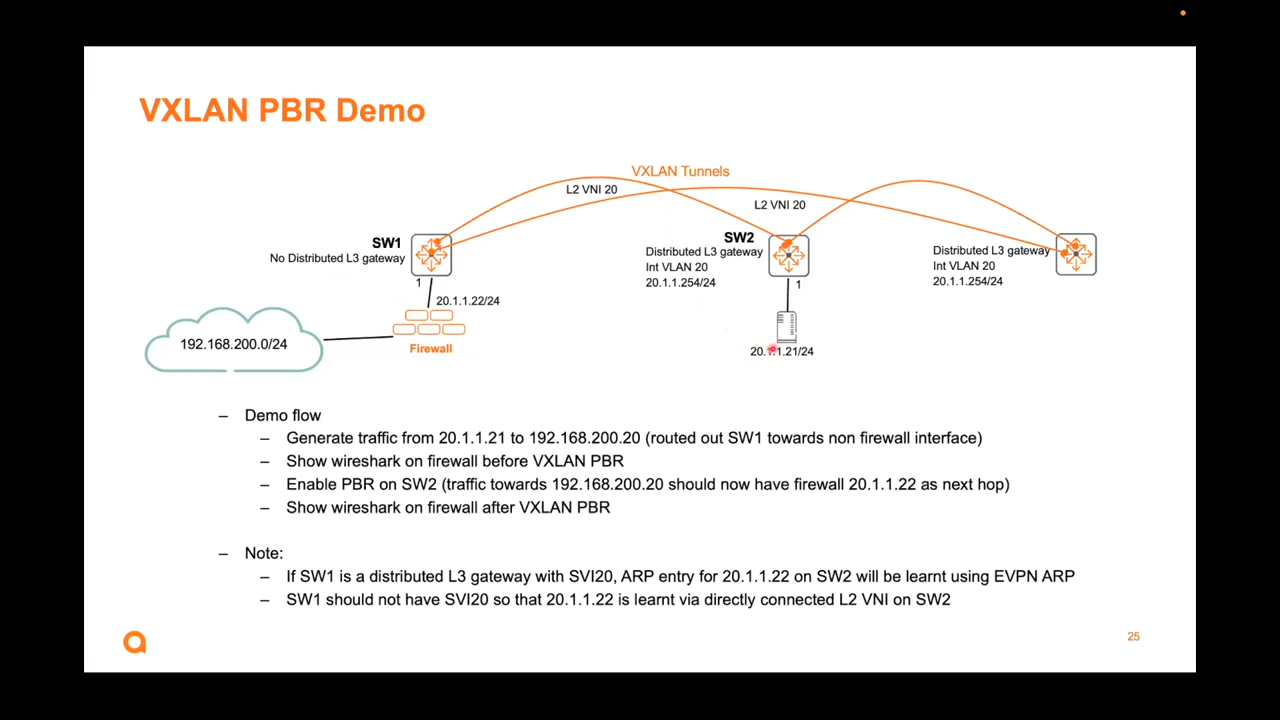 VXLAN PBR Demo
VXLAN Tunnels
L2 VNI 20
L2 VNI 20
SW1
No Distributed L3 gateway
SW2
Distributed L3 gateway
Int VLAN 20
20.1.1.254/24
Distributed L3 gateway
Int VLAN 20
20.1.1.254/24
1
1
20.1.1.22/24
192.168.200.0/24
Firewall
20.1.1.21/24
– Demo flow
– Generate traffic from 20.1.1.21 to 192.168.200.20 (routed out SW1 towards non firewall interface)
– Show wireshark on firewall before VXLAN PBR
– Enable PBR on SW2 (traffic towards 192.168.200.20 should now have firewall 20.1.1.22 as next hop)
– Show wireshark on firewall after VXLAN PBR
– Note:
– If SW1 is a distributed L3 gateway with SVI20, ARP entry for 20.1.1.22 on SW2 will be learnt using EVPN ARP
– SW1 should not have SVI20 so that 20.1.1.22 is learnt via directly connected L2 VNI on SW2
25